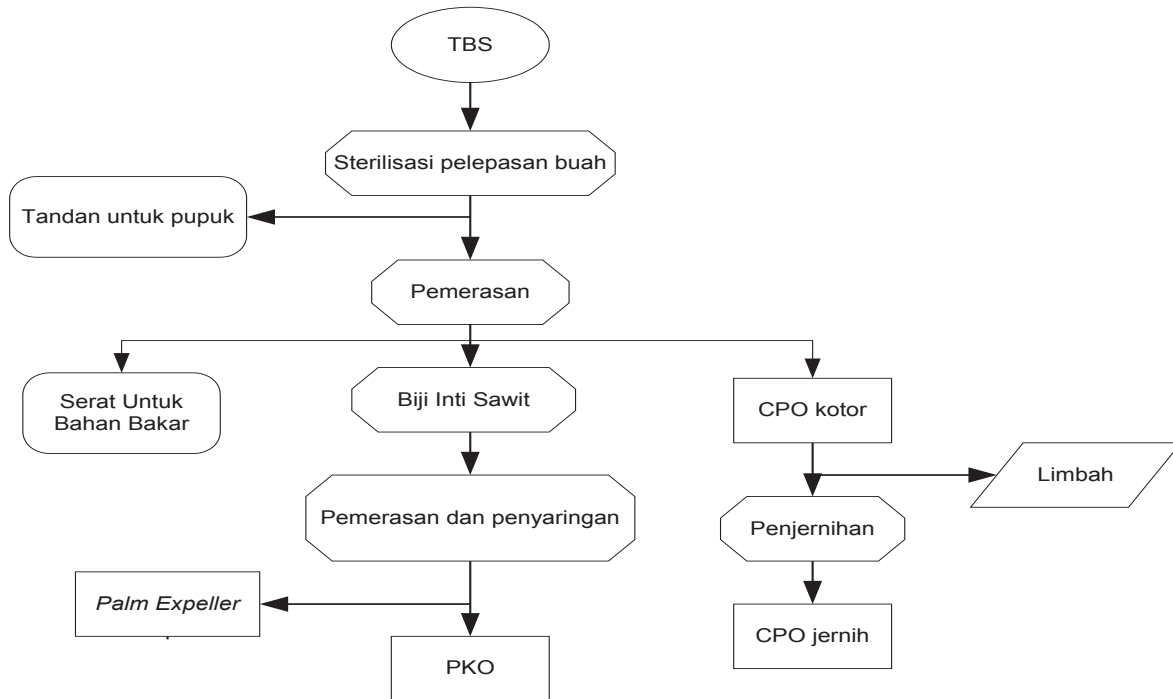 TBS
Sterilisasi pelepasan buah
Tandan untuk pupuk
Pemerasan
Serat Untuk
Bahan Bakar
Biji Inti Sawit
CPO kotor
Limbah
Pemerasan dan penyaringan
Penjernihan
Palm Expeller
CPO jernih
PKO